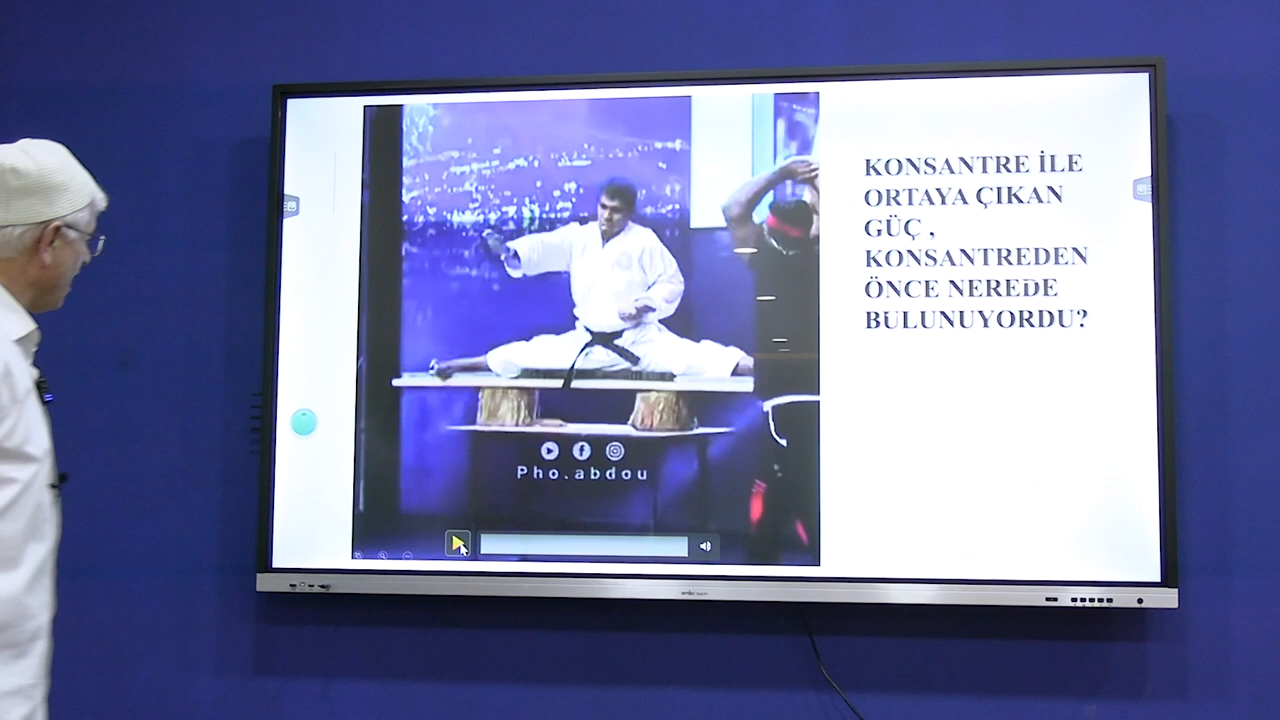 KONSANTRE İLE
ORTAYA ÇIKAN
GÜÇ ,
KONSANTREDEN
ÖNCE NEREDE
BULUNUYORDU?
Pho.abdou